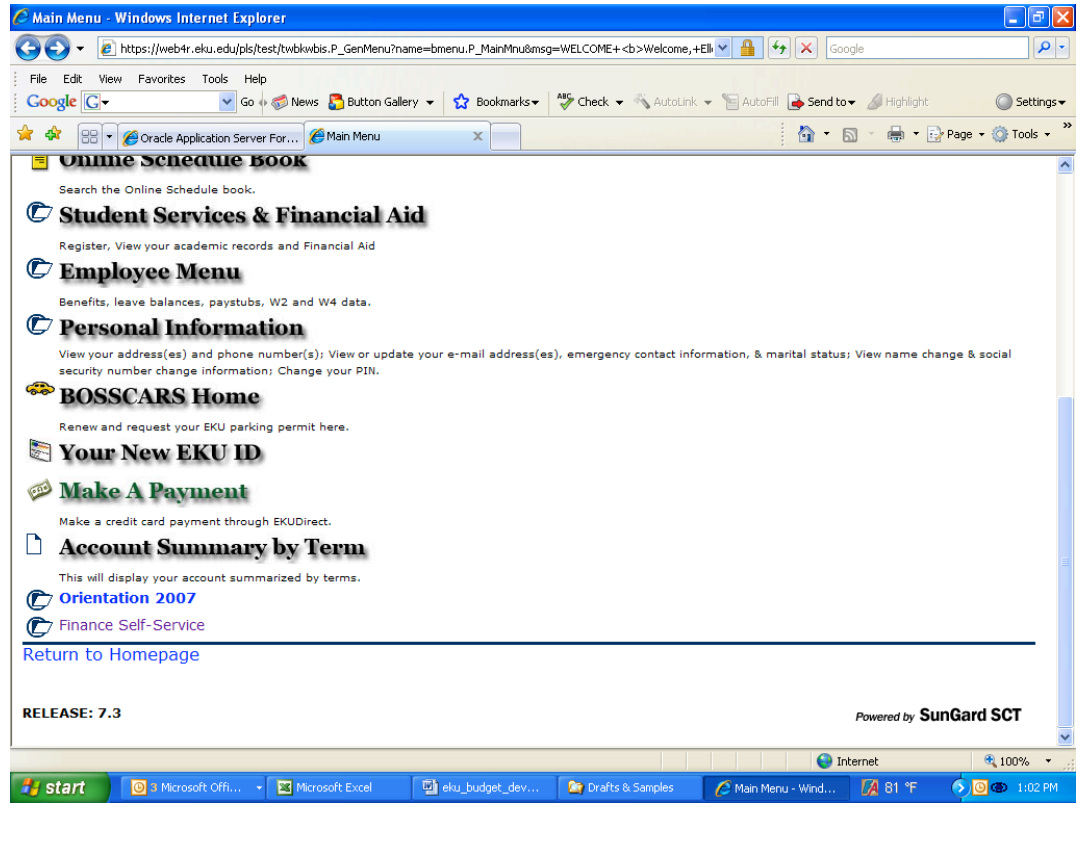 Main Menu - Windows Internet Explorer
https://web4r.eku.edu/pls/test/twbkwbis.P_GenMenu?name=bmenu.P_MainMnu&msg=WELCOME+<b>Welcome,+Ell
Google
File Edit View Favorites Tools Help
Google G Go News Button Gallery Bookmarks ABC Check AutoLink AutoFill Send to Highlight Settings
Oracle Application Server For... Main Menu x Page Tools »
Online Schedule Book
Search the Online Schedule book.
Student Services & Financial Aid
Register, View your academic records and Financial Aid
Employee Menu
Benefits, leave balances, paystubs, W2 and W4 data.
Personal Information
View your address(es) and phone number(s); View or update your e-mail address(es), emergency contact information, & marital status; View name change & social
security number change information; Change your PIN.
BOSSCARS Home
Renew and request your EKU parking permit here.
Your New EKU ID
Make A Payment
Make a credit card payment through EKUDirect.
Account Summary by Term
This will display your account summarized by terms.
Orientation 2007
Finance Self-Service
Return to Homepage
RELEASE: 7.3
Powered by SunGard SCT
Internet 100%
start 3 Microsoft Offi... Microsoft Excel eku_budget_dev... Drafts & Samples Main Menu - Wind... 81 °F 1:02 PM